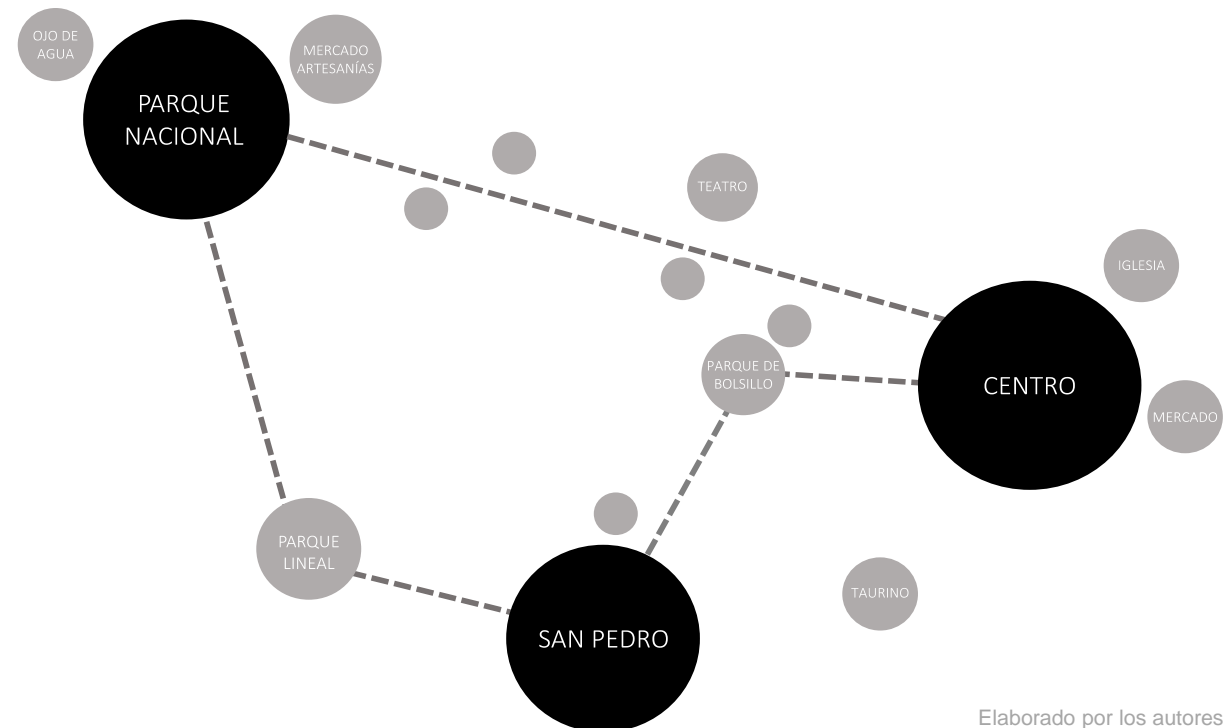 OJO DE
AGUA
PARQUE
NACIONAL
MERCADO
ARTESANÍAS
TEATRO
IGLESIA
PARQUE DE
BOLSILLO
CENTRO
MERCADO
PARQUE
LINEAL
SAN PEDRO
TAURINO
Elaborado por los autores